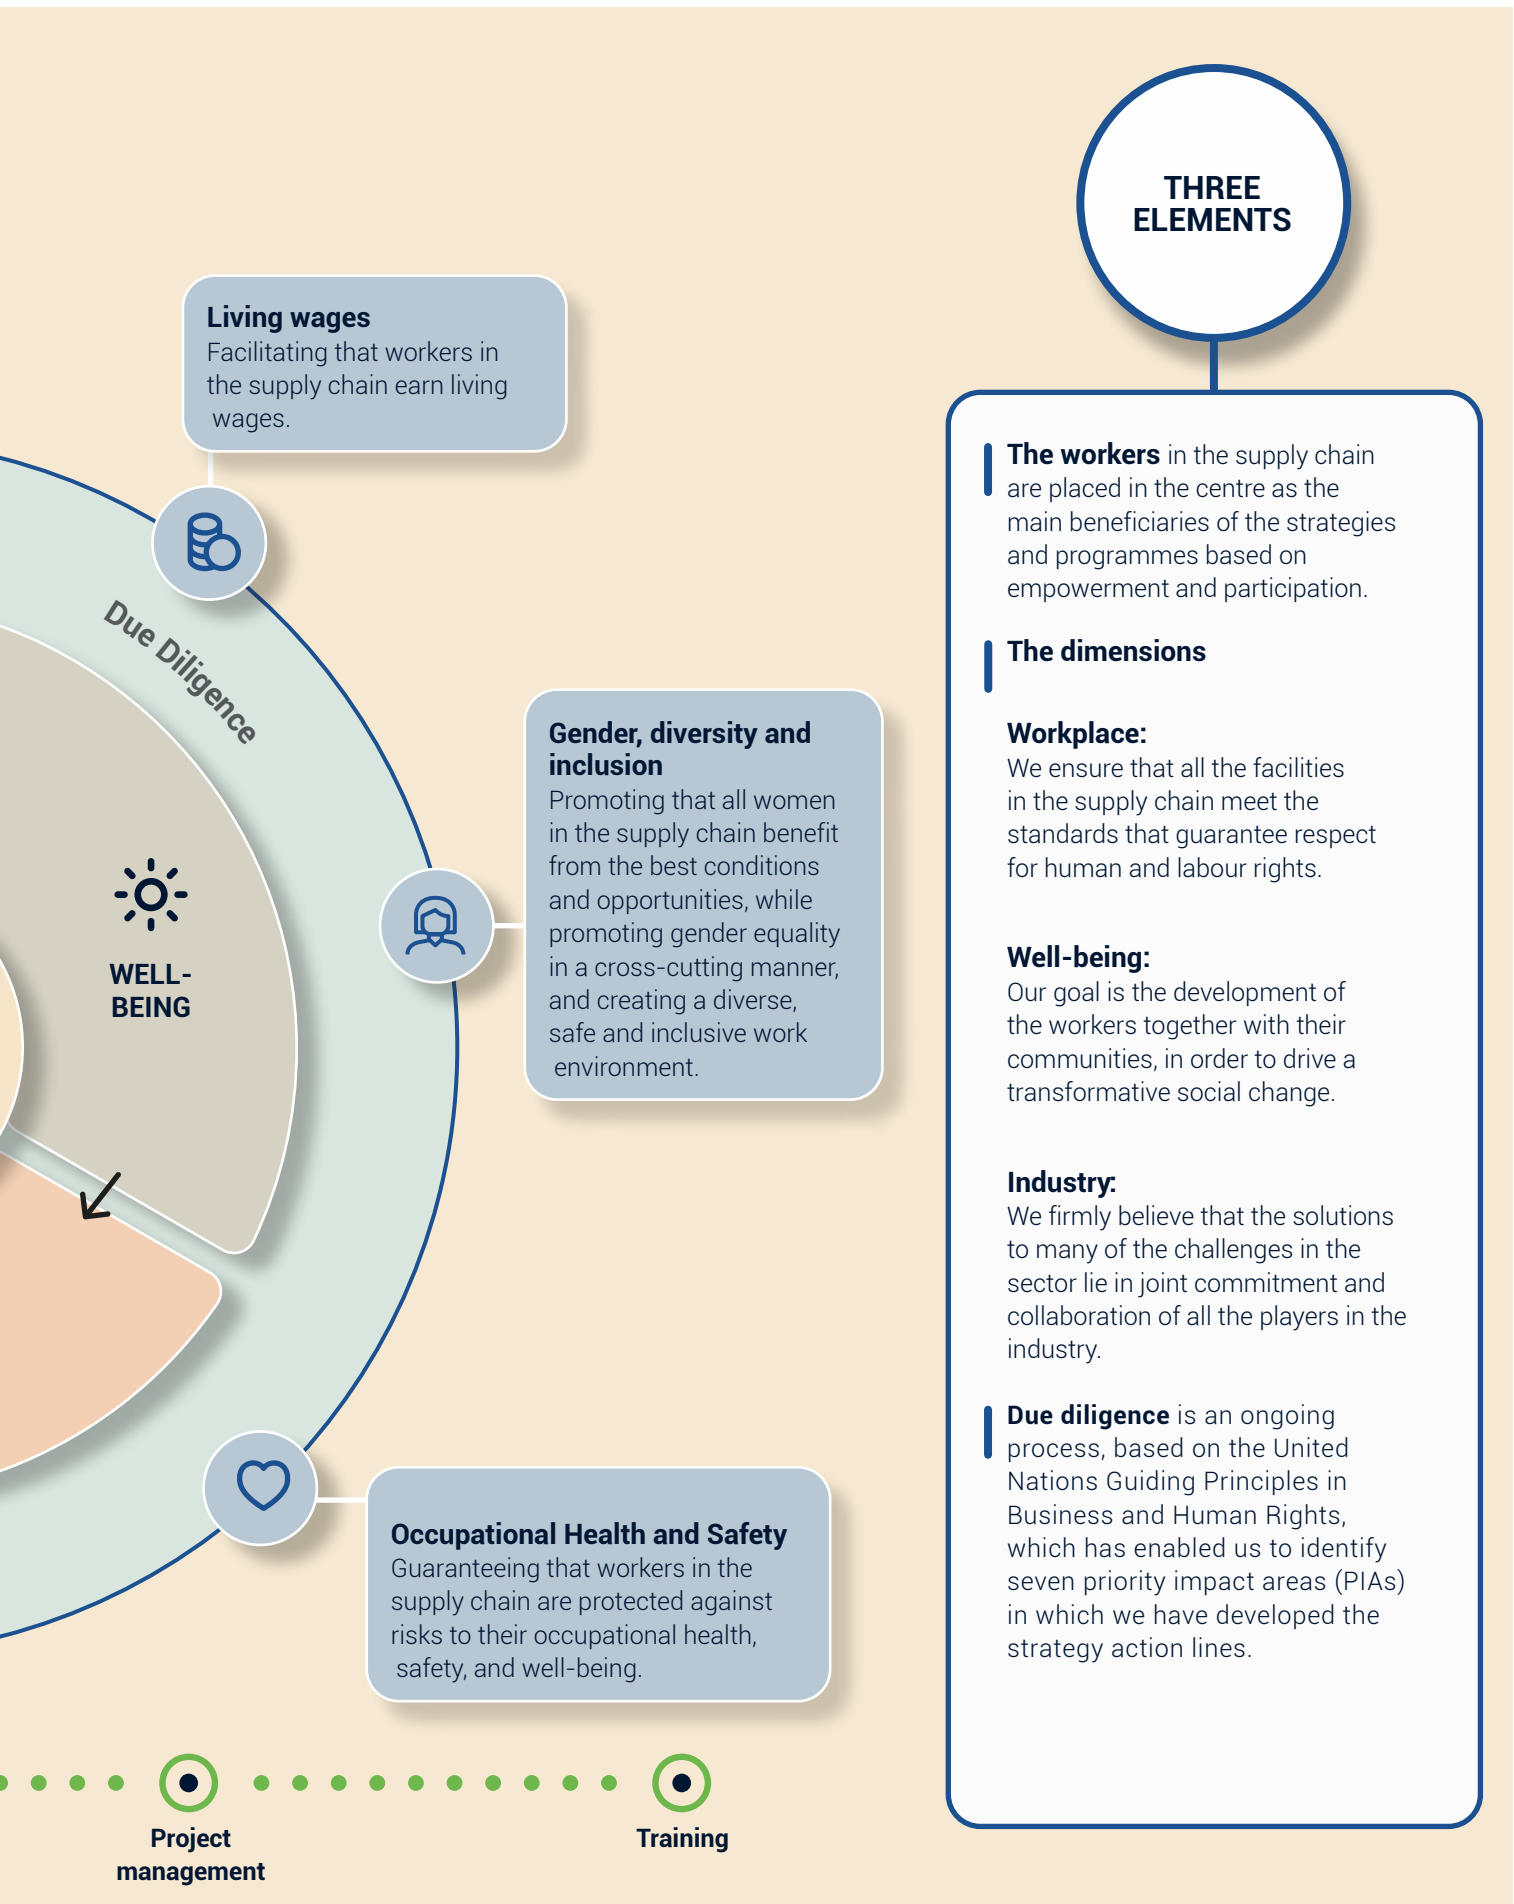 THREE
ELEMENTS
Living wages
Facilitating that workers in
the supply chain earn living
wages.
Due Diligence
WELL-
BEING
Gender, diversity and
inclusion
Promoting that all women
in the supply chain benefit
from the best conditions
and opportunities, while
promoting gender equality
in a cross-cutting manner,
and creating a diverse,
safe and inclusive work
environment.
Occupational Health and Safety
Guaranteeing that workers in the
supply chain are protected against
risks to their occupational health,
safety, and well-being.
Project
management
Training
The workers in the supply chain
are placed in the centre as the
main beneficiaries of the strategies
and programmes based on
empowerment and participation.
The dimensions
Workplace:
We ensure that all the facilities
in the supply chain meet the
standards that guarantee respect
for human and labour rights.
Well-being:
Our goal is the development of
the workers together with their
communities, in order to drive a
transformative social change.
Industry:
We firmly believe that the solutions
to many of the challenges in the
sector lie in joint commitment and
collaboration of all the players in the
industry.
Due diligence is an ongoing
process, based on the United
Nations Guiding Principles in
Business and Human Rights,
which has enabled us to identify
seven priority impact areas (PIAs)
in which we have developed the
strategy action lines.